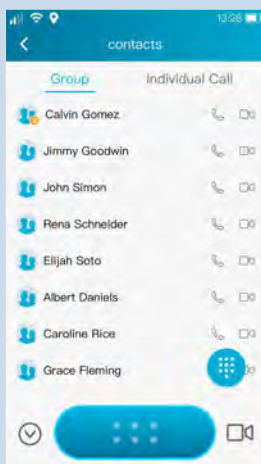 13:28
contacts
Group Individual Call
Calvin Gomez
Jimmy Goodwin
John Simon
Rena Schneider
Elijah Soto
Albert Daniels
Caroline Rice
Grace Fleming